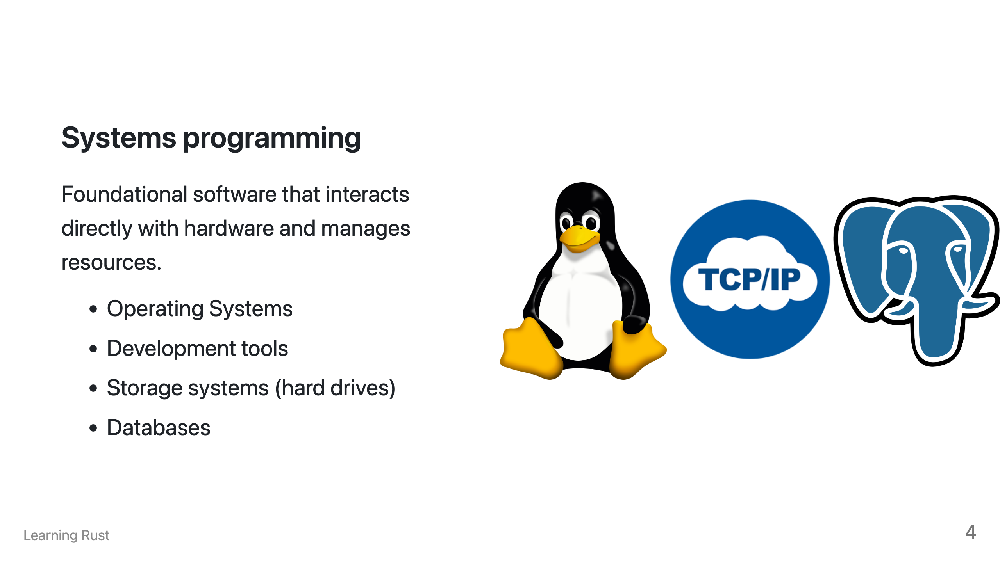 Systems programming
Foundational software that interacts
directly with hardware and manages
resources.
• Operating Systems
• Development tools
• Storage systems (hard drives)
• Databases
TCP/IP
Learning Rust
4